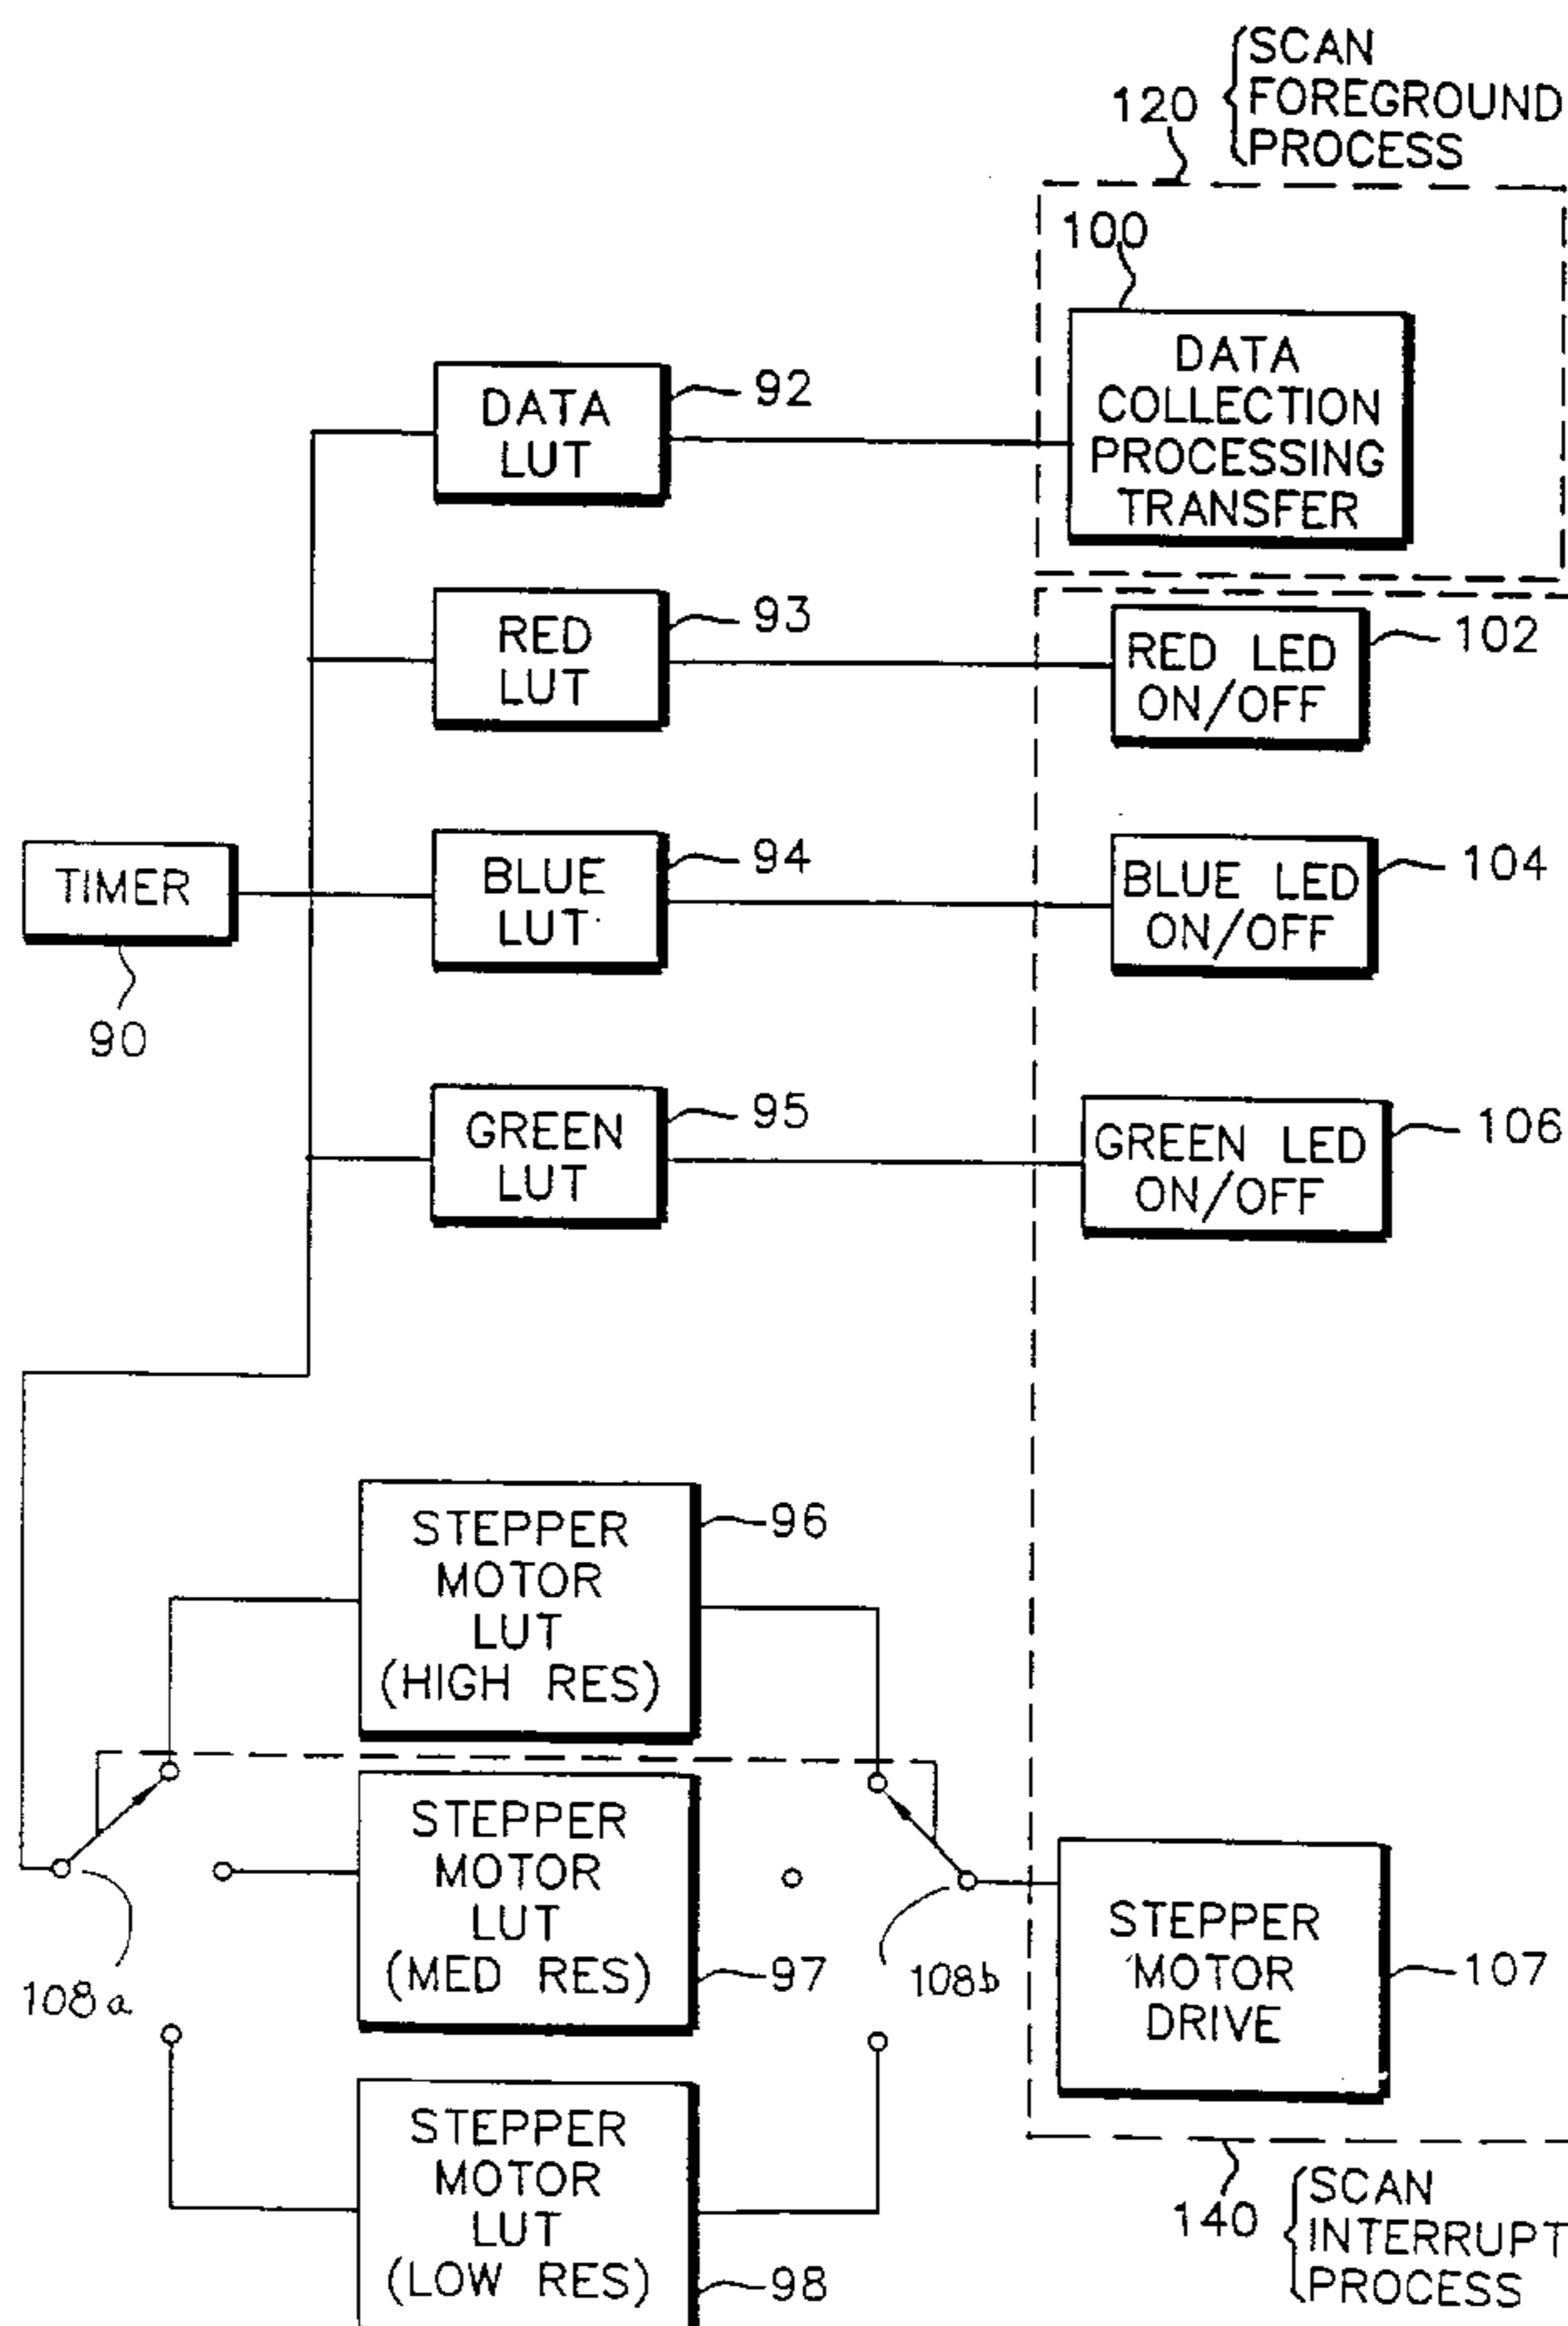 SCAN
FOREGROUND
PROCESS
120
100
DATA
COLLECTION
PROCESSING
TRANSFER
DATA
LUT
92
RED
LUT
93
RED LED
ON/OFF
102
TIMER
90
BLUE
LUT
94
BLUE LED
ON/OFF
104
GREEN
LUT
95
GREEN LED
ON/OFF
106
STEPPER
MOTOR
LUT
(HIGH RES)
96
STEPPER
MOTOR
LUT
(MED RES)
97
108a
108b
STEPPER
MOTOR
DRIVE
107
STEPPER
MOTOR
LUT
(LOW RES)
98
140
SCAN
INTERRUPT
PROCESS